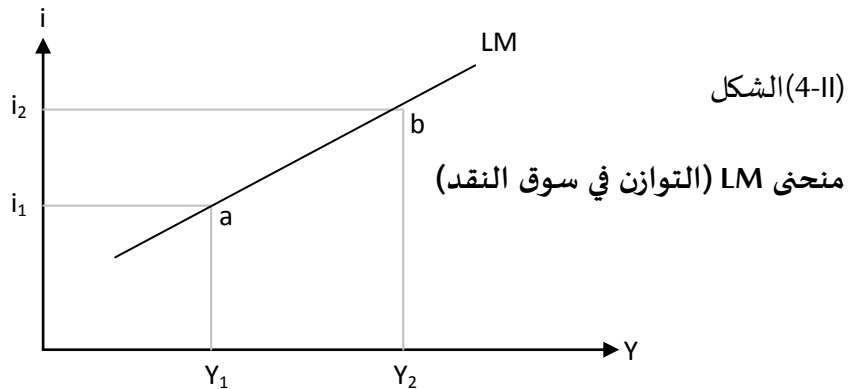 i
LM
الشكل(4-II)
i₂
b
منحنى LM (التوازن في سوق النقد)
i₁
a
Y
Y₁
Y₂